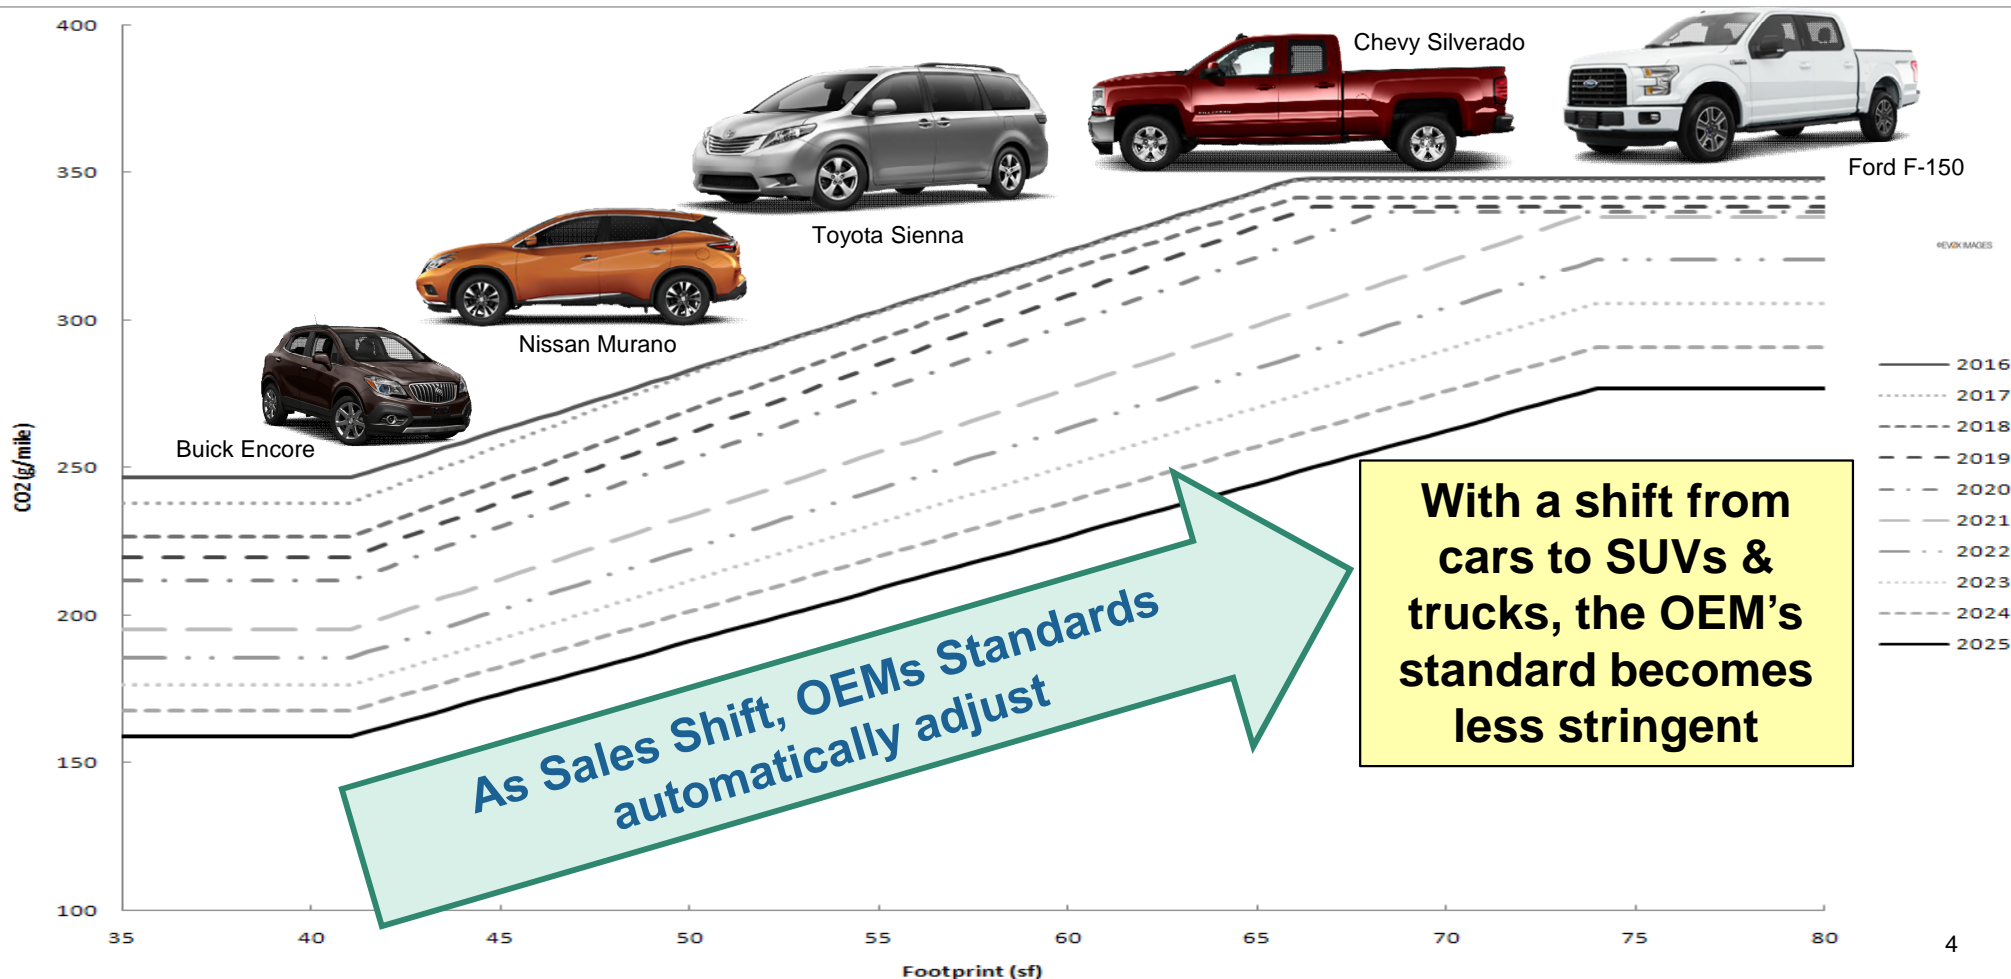 400
350
300
250
200
150
100
CO2(g/mile)
35
40
45
50
55
60
65
70
75
80
Footprint (sf)
Buick Encore
Nissan Murano
Toyota Sienna
Chevy Silverado
Ford F-150
©EVOX IMAGES
2016
2017
2018
2019
2020
2021
2022
2023
2024
2025
As Sales Shift, OEMs Standards
automatically adjust
With a shift from
cars to SUVs &
trucks, the OEM’s
standard becomes
less stringent
4